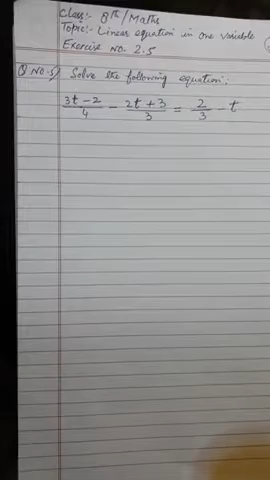 Class:- 8th/Maths
Topic:- Linear equation in one variable
Exercise No- 2.5
Q No.5) Solve the following equation:
(3t - 2)/4 - (2t + 3)/3 = 2/3 - t